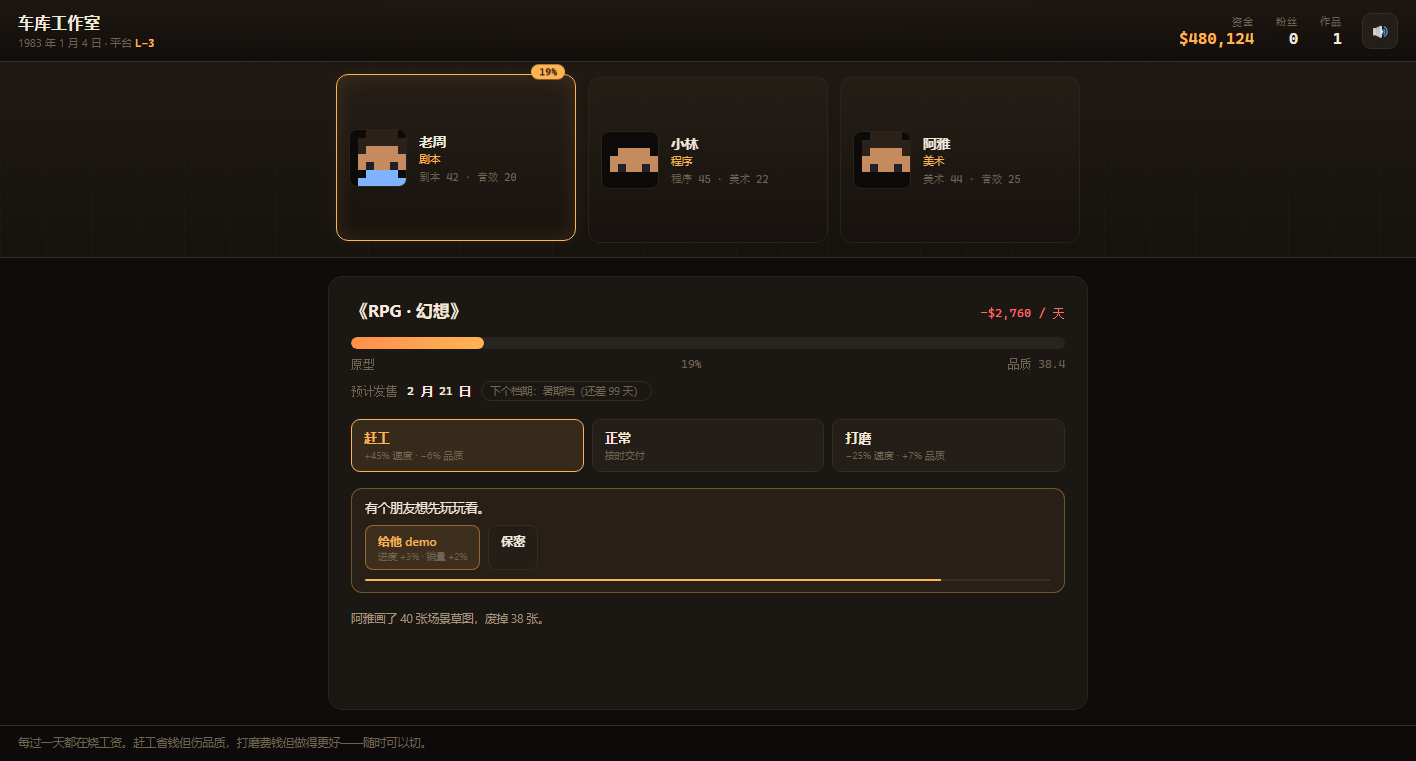 车库工作室
1983 年 1 月 4 日 · 平台 L-3
资金
$480,124
粉丝
0
作品
1
19%
老周
剧本
剧本 42 · 音效 20
小林
程序
程序 45 · 美术 22
阿雅
美术
美术 44 · 音效 25
《RPG · 幻想》
-$2,760 / 天
原型
19%
品质 38.4
预计发售 2 月 21 日
下个档期：暑期档（还差 99 天）
赶工
+45% 速度 · −6% 品质
正常
按时交付
打磨
−25% 速度 · +7% 品质
有个朋友想先玩玩看。
给他 demo
进度 +3% · 销量 +2%
保密
阿雅画了 40 张场景草图，废掉 38 张。
每过一天都在烧工资。赶工省钱但伤品质，打磨费钱但做得更好——随时可以切。